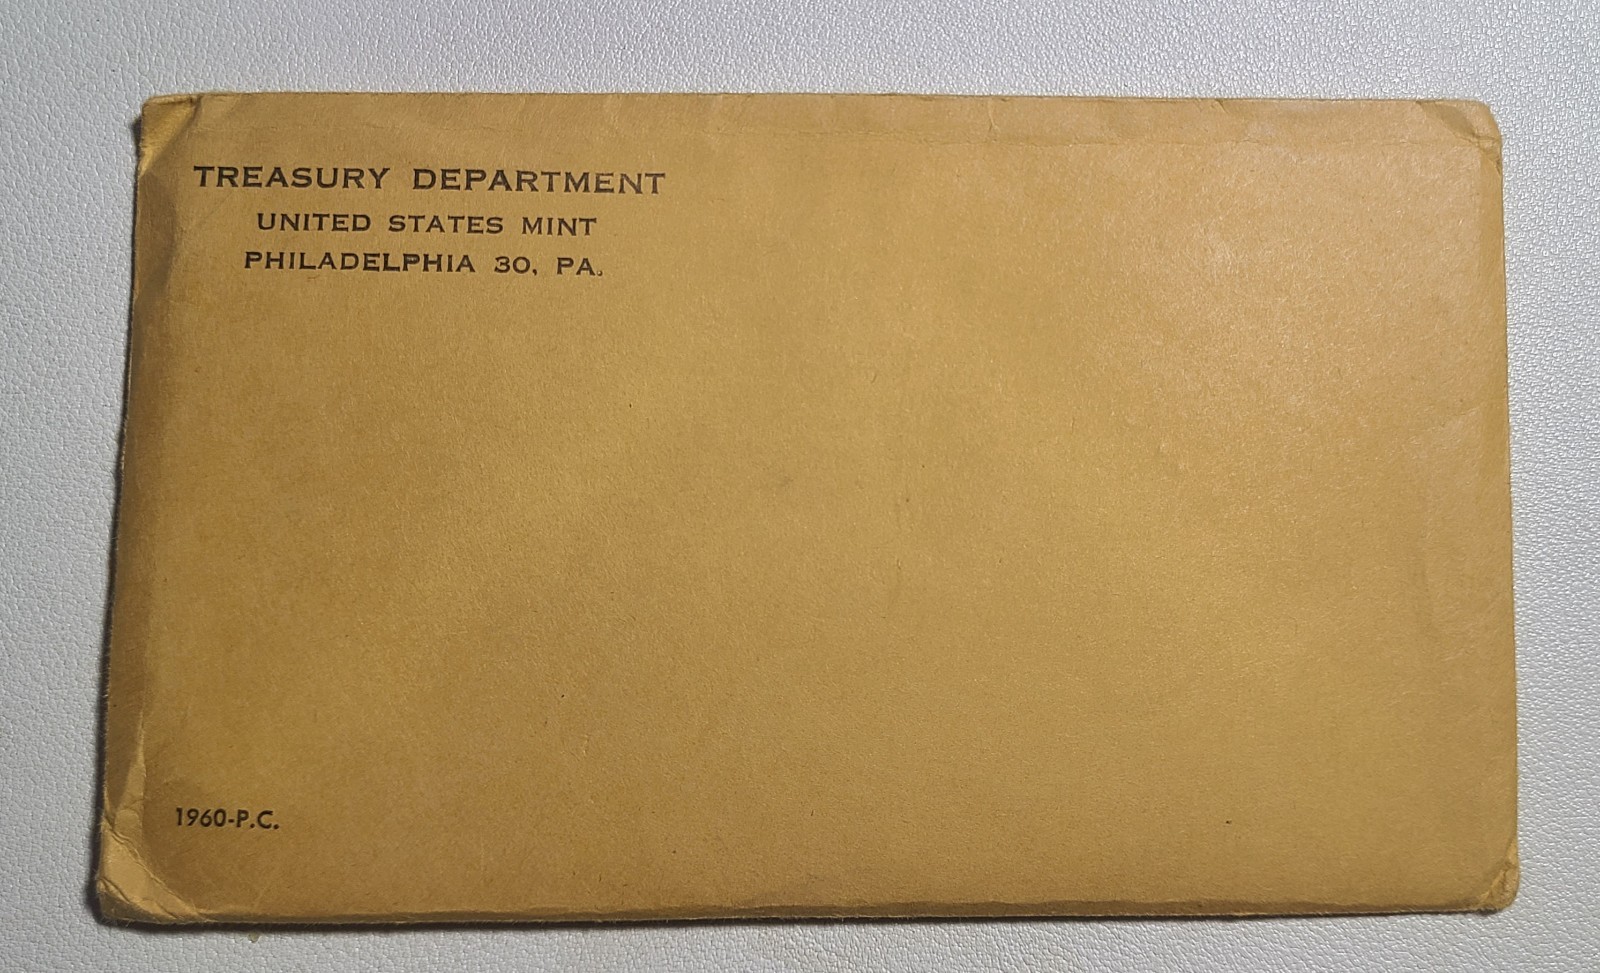 TREASURY DEPARTMENT
UNITED STATES MINT
PHILADELPHIA 30, PA.
1960-P.C.